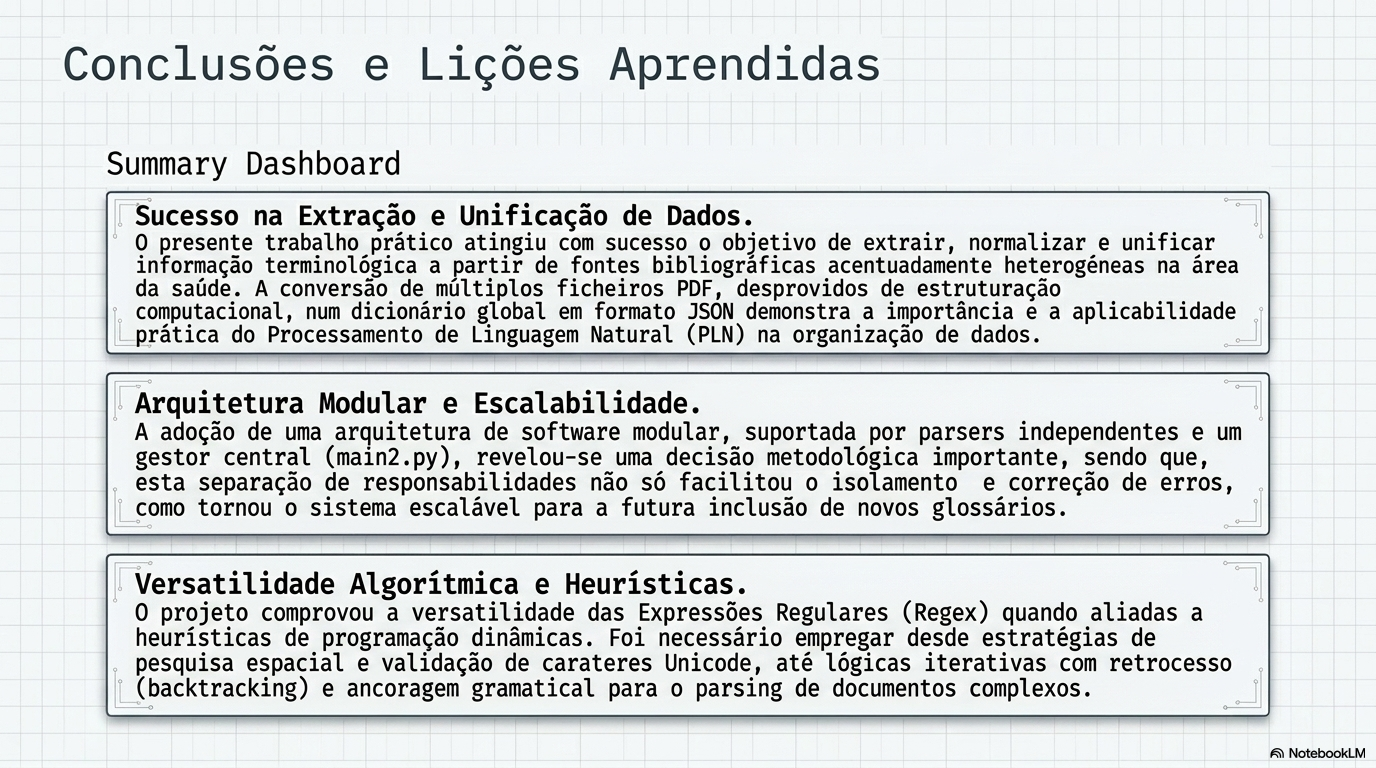 Conclusões e Lições Aprendidas
Summary Dashboard
Sucesso na Extração e Unificação de Dados.
O presente trabalho prático atingiu com sucesso o objetivo de extrair, normalizar e unificar
informação terminológica a partir de fontes bibliográficas acentuadamente heterogéneas na área
da saúde. A conversão de múltiplos ficheiros PDF, desprovidos de estruturação
computacional, num dicionário global em formato JSON demonstra a importância e a aplicabilidade
prática do Processamento de Linguagem Natural (PLN) na organização de dados.
Arquitetura Modular e Escalabilidade.
A adoção de uma arquitetura de software modular, suportada por parsers independentes e um
gestor central (main2.py), revelou-se uma decisão metodológica importante, sendo que,
esta separação de responsabilidades não só facilitou o isolamento  e correção de erros,
como tornou o sistema escalável para a futura inclusão de novos glossários.
Versatilidade Algorítmica e Heurísticas.
O projeto comprovou a versatilidade das Expressões Regulares (Regex) quando aliadas a
heurísticas de programação dinâmicas. Foi necessário empregar desde estratégias de
pesquisa espacial e validação de carateres Unicode, até lógicas iterativas com retrocesso
(backtracking) e ancoragem gramatical para o parsing de documentos complexos.
NotebookLM